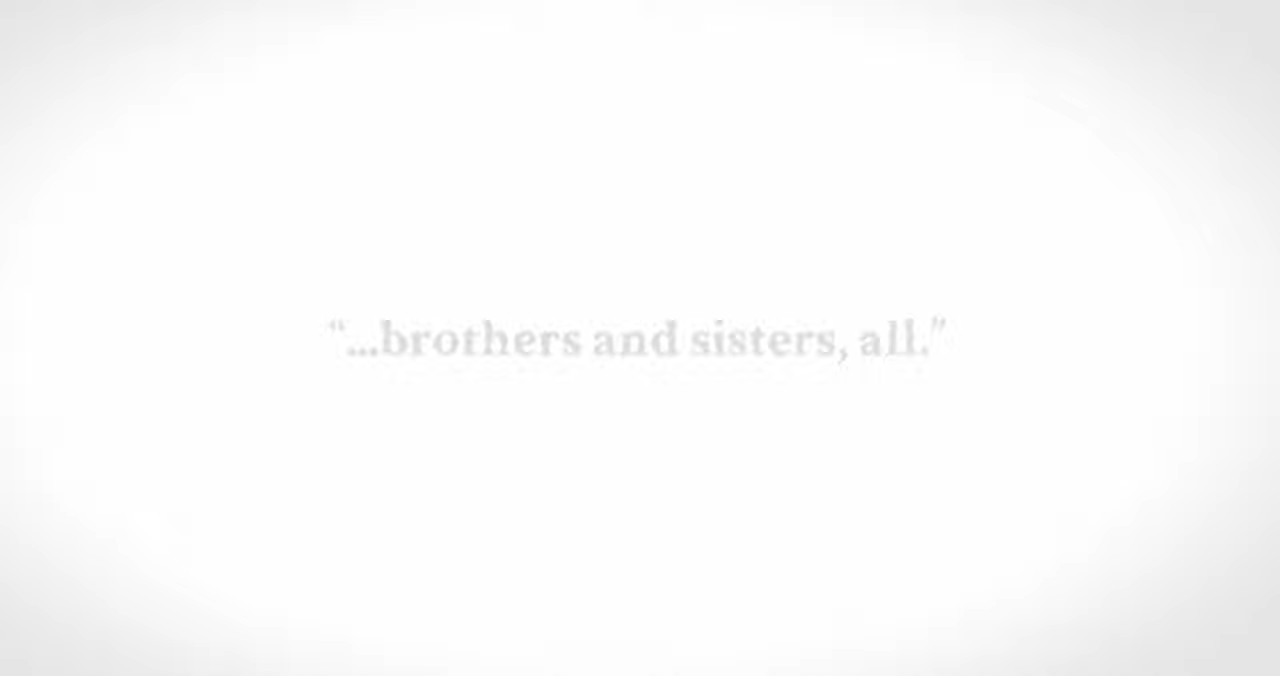 “...brothers and sisters, all.”